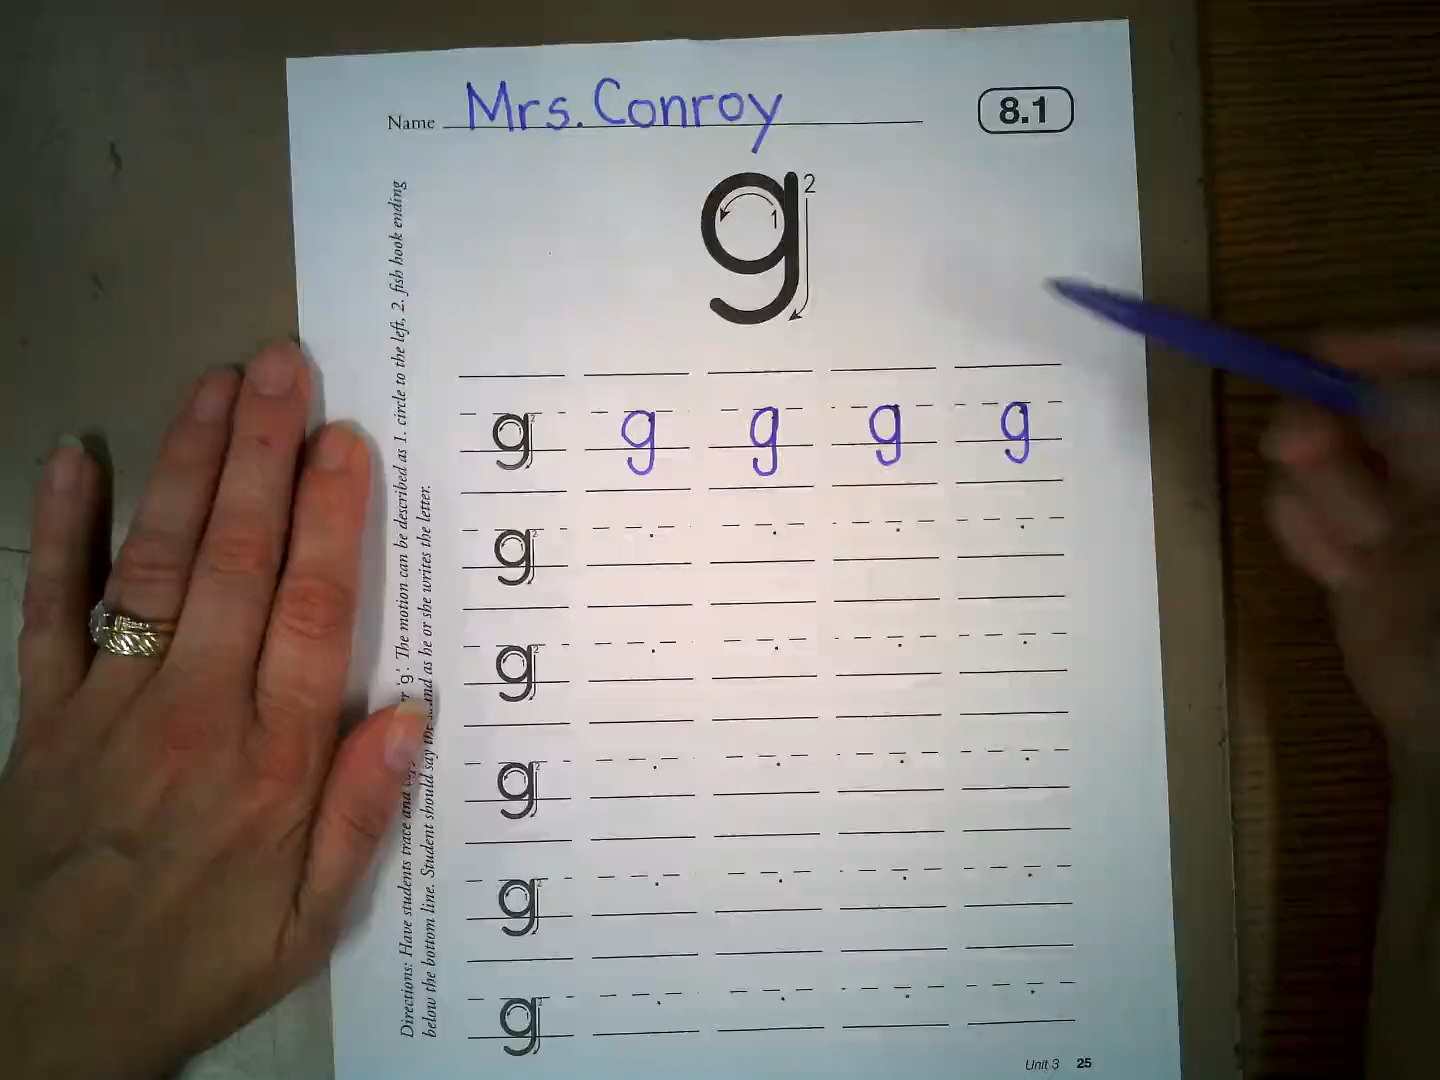 Name Mrs. Conroy
8.1
g
1
2
g g g g g
g
g
g
g
g
Directions: Have students trace and 'g'. The motion can be described as 1. circle to the left, 2. fish hook ending
below the bottom line. Student should say the sound as he or she writes the letter.
Unit 3 25